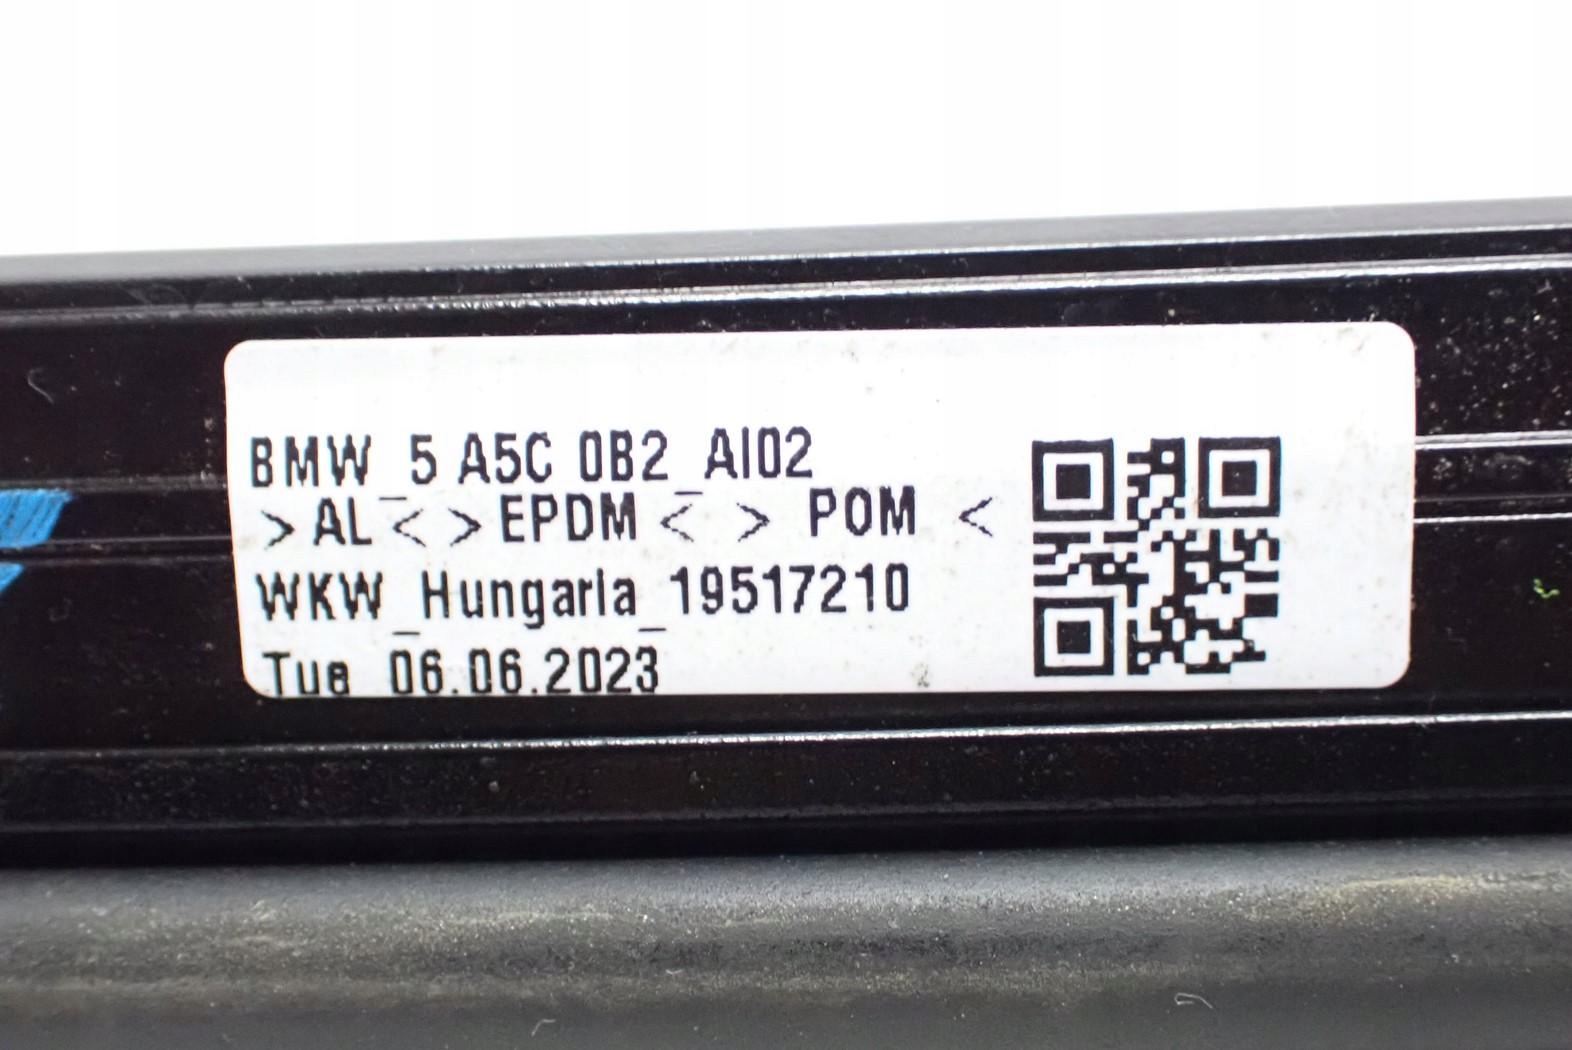 BMW_5 A5C 0B2_AI02
>AL<>EPDM< > POM <
WKW_Hungaria_19517210
Tue 06.06.2023